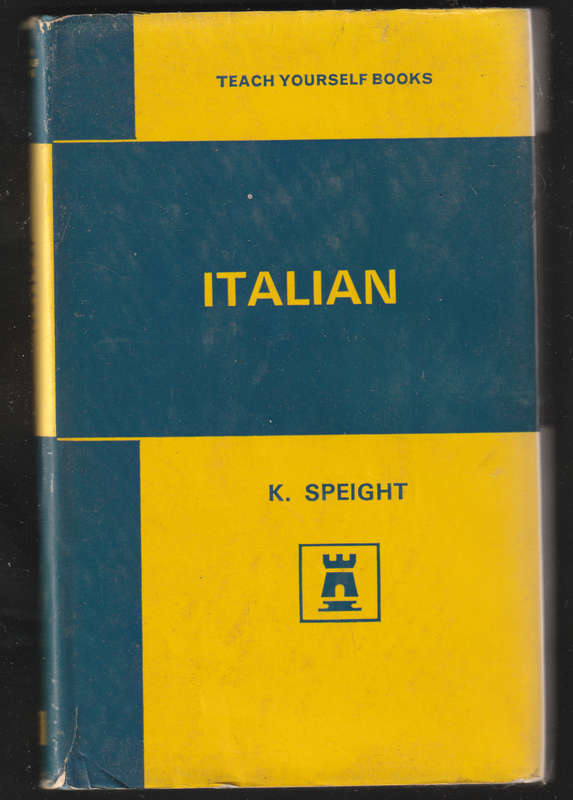 TEACH YOURSELF BOOKS
ITALIAN
K. SPEIGHT